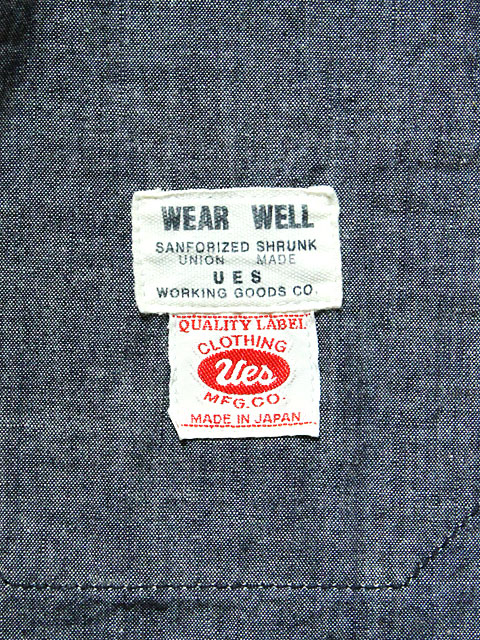 WEAR WELL
SANFORIZED SHRUNK
UNION MADE
UES
WORKING GOODS CO.
QUALITY LABEL
CLOTHING
Ues
MFG.CO.
MADE IN JAPAN